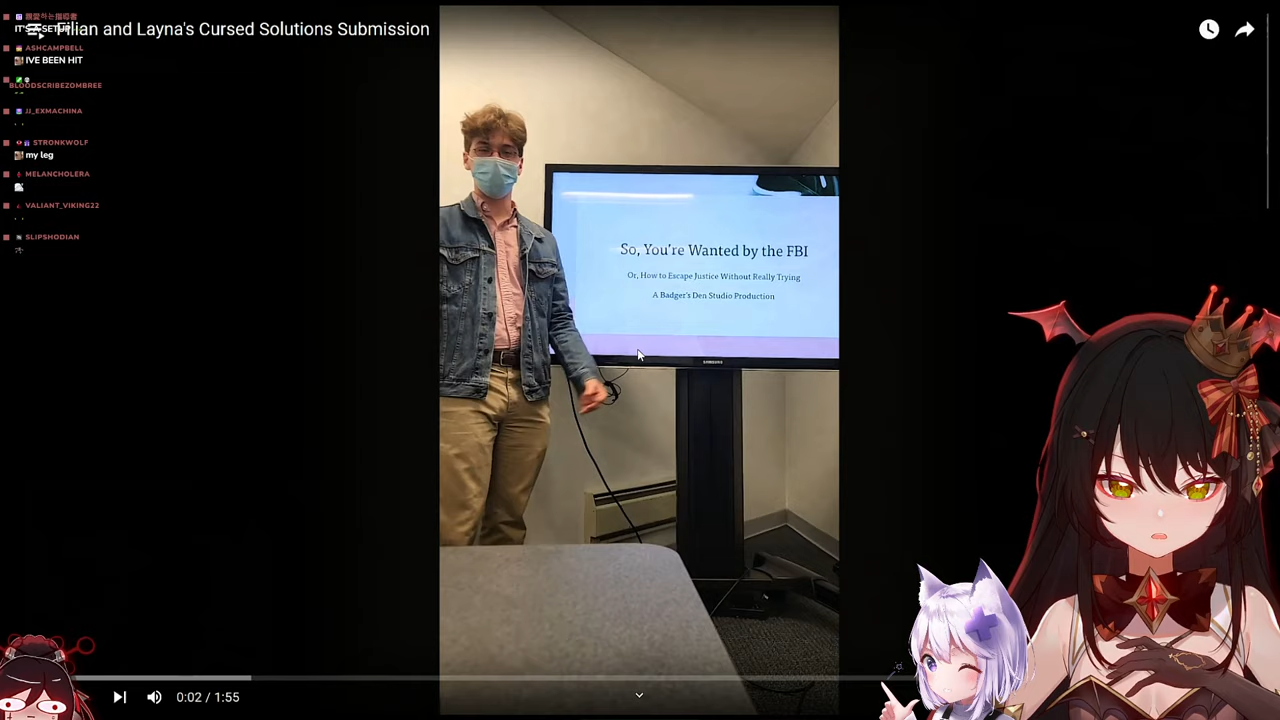 Filian and Layna's Cursed Solutions Submission
IT'S A SETUP
ASHCAMPBELL
IVE BEEN HIT
BLOODSCRIBEZOMBREE
JJ_EXMACHINA
STRONKWOLF
my leg
MELANCHOLERA
VALIANT_VIKING22
SLIPSHODIAN
So, You're Wanted by the FBI
Or, How to Escape Justice Without Really Trying
A Badger's Den Studio Production
SAMSUNG
0:02 / 1:55